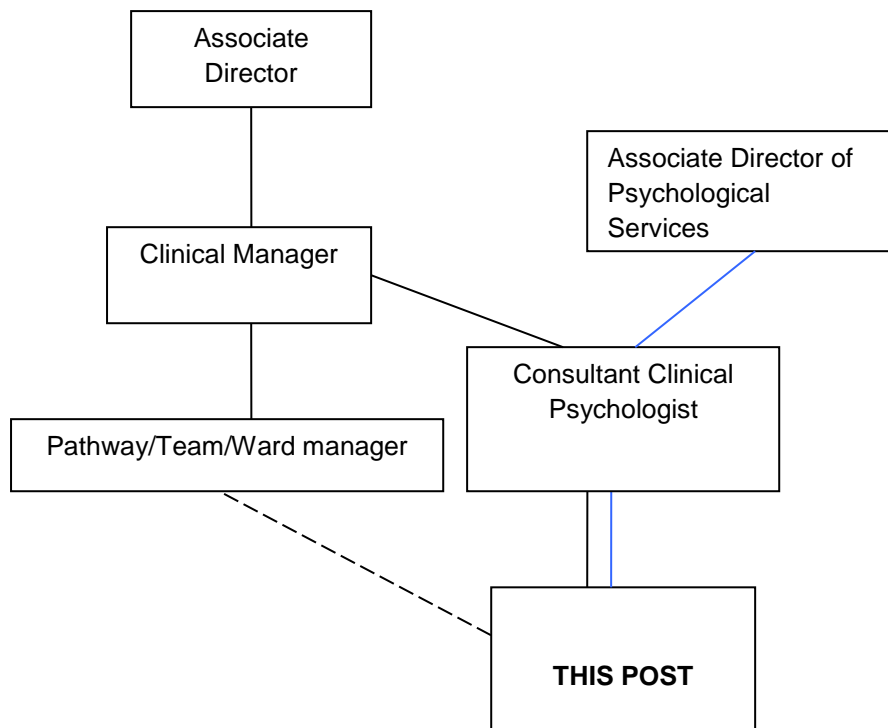 Associate
Director
Associate Director of
Psychological
Services
Clinical Manager
Consultant Clinical
Psychologist
Pathway/Team/Ward manager
THIS POST